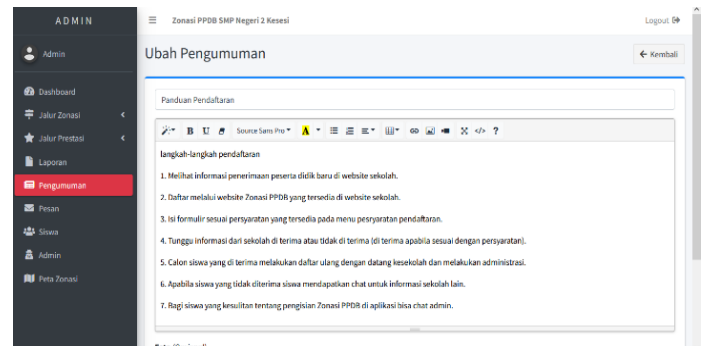 ADMIN
Zonasi PPDB SMP Negeri 2 Kesesi
Logout
Admin
Ubah Pengumuman
Kembali
Dashboard
Jalur Zonasi
Jalur Prestasi
Laporan
Pengumuman
Pesan
Siswa
Admin
Peta Zonasi
Panduan Pendaftaran
B U Source Sans Pro A
langkah-langkah pendaftaran
1. Melihat informasi penerimaan peserta didik baru di website sekolah.
2. Daftar melalui website Zonasi PPDB yang tersedia di website sekolah.
3. Isi formulir sesuai persyaratan yang tersedia pada menu pesryaratan pendaftaran.
4. Tunggu informasi dari sekolah di terima atau tidak di terima (di terima apabila sesuai dengan persyaratan).
5. Calon siswa yang di terima melakukan daftar ulang dengan datang kesekolah dan melakukan administrasi.
6. Apabila siswa yang tidak diterima siswa mendapatkan chat untuk informasi sekolah lain.
7. Bagi siswa yang kesulitan tentang pengisian Zonasi PPDB di aplikasi bisa chat admin.